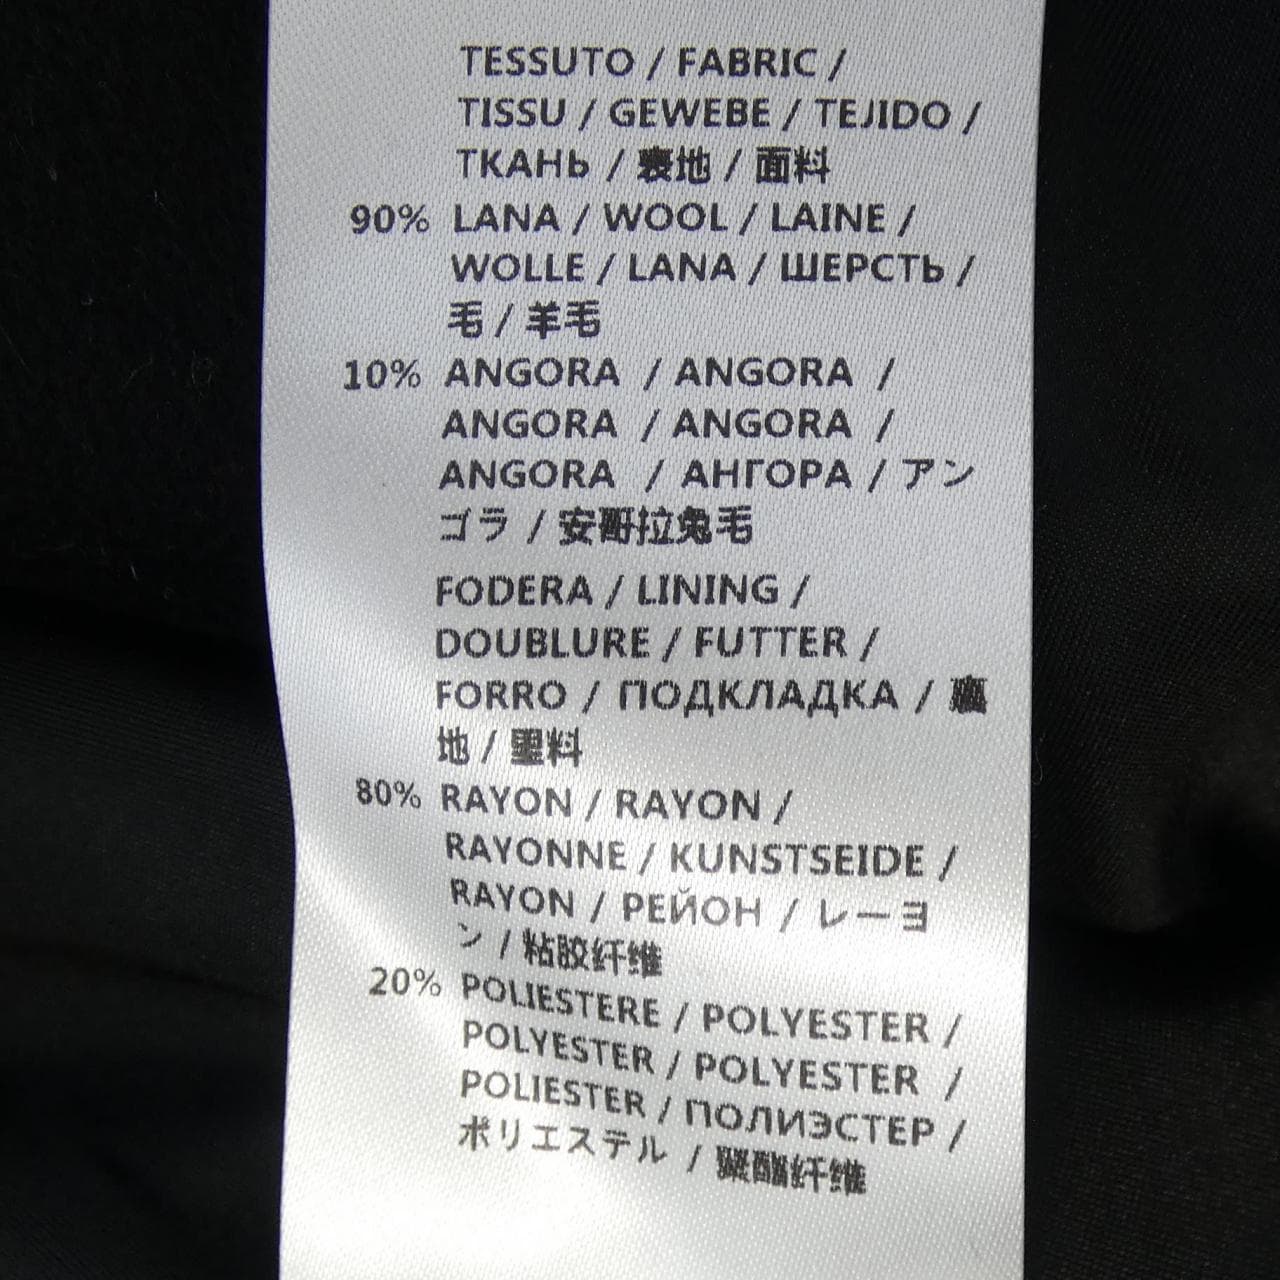 TESSUTO / FABRIC /
TISSU / GEWEBE / TEJIDO /
ТКАНЬ / 表地 / 面料
90% LANA / WOOL / LAINE /
WOLLE / LANA / ШЕРСТЬ /
毛 / 羊毛
10% ANGORA / ANGORA /
ANGORA / ANGORA /
ANGORA / АНГОРА / アン
ゴラ / 安哥拉兔毛
FODERA / LINING /
DOUBLURE / FUTTER /
FORRO / ПОДКЛАДКА / 裏
地 / 里料
80% RAYON / RAYON /
RAYONNE / KUNSTSEIDE /
RAYON / РЕЙОН / レーヨ
ン / 粘胶纤维
20% POLIESTERE / POLYESTER /
POLYESTER / POLYESTER /
POLIESTER / ПОЛИЭСТЕР /
ポリエステル / 聚酯纤维